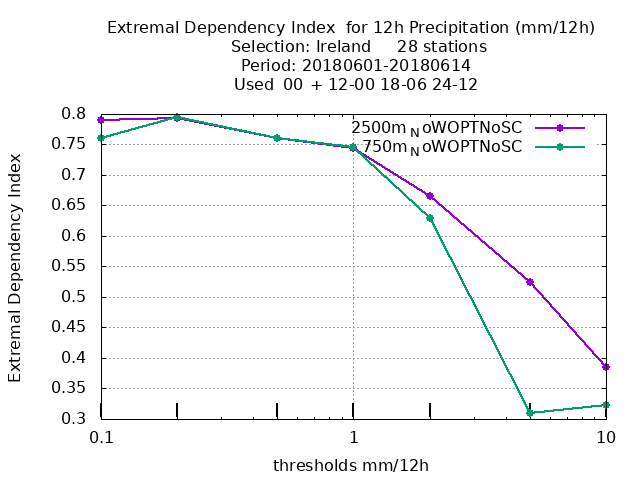 Extremal Dependency Index  for 12h Precipitation (mm/12h)
Selection: Ireland     28 stations
Period: 20180601-20180614
Used  00  + 12-00 18-06 24-12
2500m_NoWOPTNoSC
750m_NoWOPTNoSC
Extremal Dependency Index
0.8
0.75
0.7
0.65
0.6
0.55
0.5
0.45
0.4
0.35
0.3
0.1 1 10
thresholds mm/12h